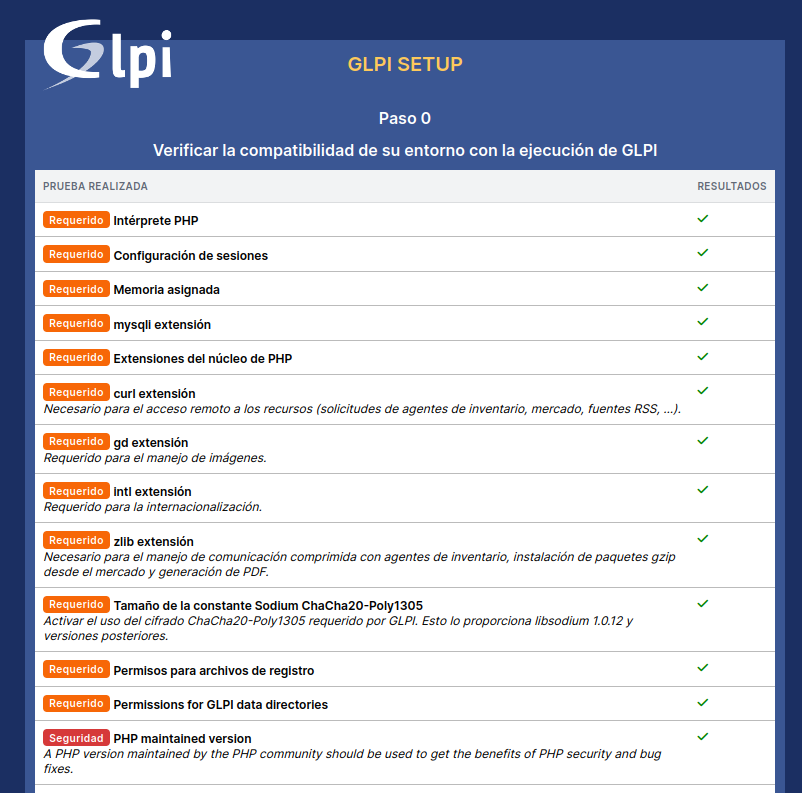 Glpi
GLPI SETUP
Paso 0
Verificar la compatibilidad de su entorno con la ejecución de GLPI
PRUEBA REALIZADA RESULTADOS
Requerido Intérprete PHP
Requerido Configuración de sesiones
Requerido Memoria asignada
Requerido mysqli extensión
Requerido Extensiones del núcleo de PHP
Requerido curl extensión
Necesario para el acceso remoto a los recursos (solicitudes de agentes de inventario, mercado, fuentes RSS, ...).
Requerido gd extensión
Requerido para el manejo de imágenes.
Requerido intl extensión
Requerido para la internacionalización.
Requerido zlib extensión
Necesario para el manejo de comunicación comprimida con agentes de inventario, instalación de paquetes gzip
desde el mercado y generación de PDF.
Requerido Tamaño de la constante Sodium ChaCha20-Poly1305
Activar el uso del cifrado ChaCha20-Poly1305 requerido por GLPI. Esto lo proporciona libsodium 1.0.12 y
versiones posteriores.
Requerido Permisos para archivos de registro
Requerido Permissions for GLPI data directories
Seguridad PHP maintained version
A PHP version maintained by the PHP community should be used to get the benefits of PHP security and bug
fixes.